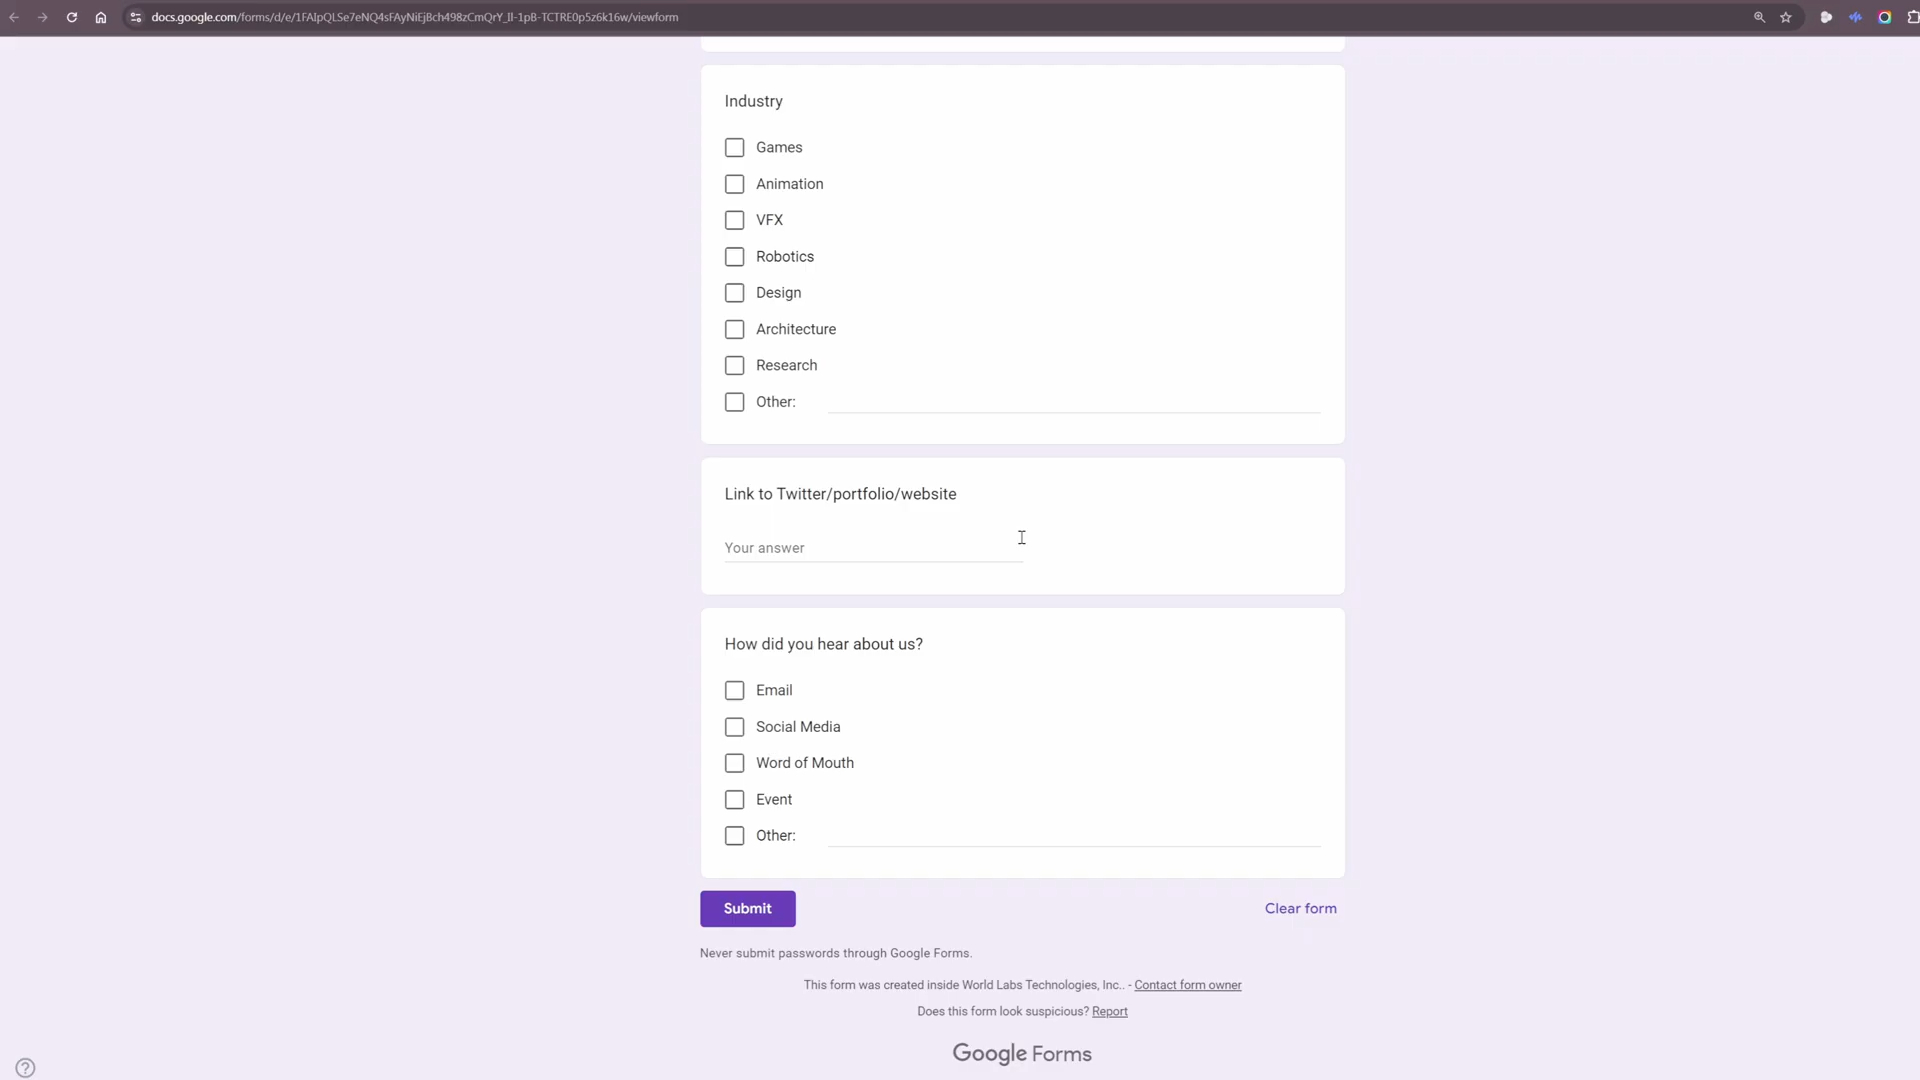 docs.google.com/forms/d/e/1FAIpQLSe7eNQ4sFAyNiEjBch498zCmQrY_Il-1pB-TCTRE0p5z6k16w/viewform
Industry
Games
Animation
VFX
Robotics
Design
Architecture
Research
Other:
Link to Twitter/portfolio/website
Your answer
How did you hear about us?
Email
Social Media
Word of Mouth
Event
Other:
Submit
Clear form
Never submit passwords through Google Forms.
This form was created inside World Labs Technologies, Inc.. - Contact form owner
Does this form look suspicious? Report
Google Forms